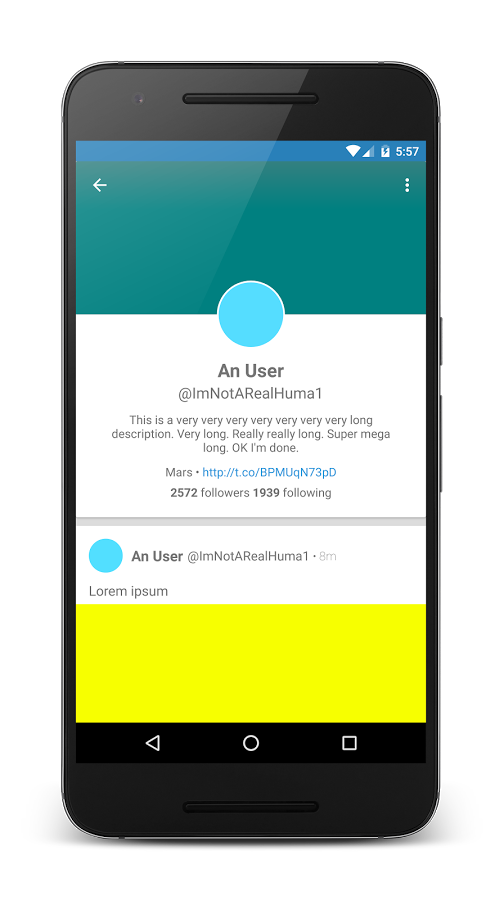 5:57
An User
@ImNotARealHuma1
This is a very very very very very very very long
description. Very long. Really really long. Super mega
long. OK I'm done.
Mars • http://t.co/BPMUqN73pD
2572 followers 1939 following
An User @ImNotARealHuma1 • 8m
Lorem ipsum